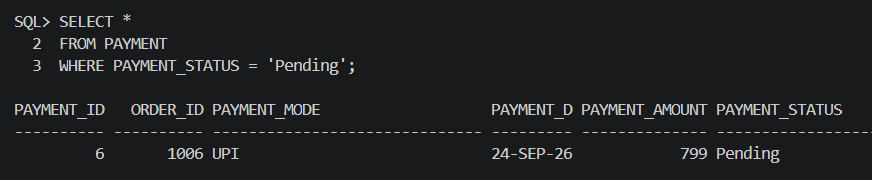 SQL> SELECT *
  2  FROM PAYMENT
  3  WHERE PAYMENT_STATUS = 'Pending';
PAYMENT_ID   ORDER_ID PAYMENT_MODE                   PAYMENT_D PAYMENT_AMOUNT PAYMENT_STATUS
---------- ---------- ------------------------------ --------- -------------- ------------------
         6       1006 UPI                            24-SEP-26            799 Pending